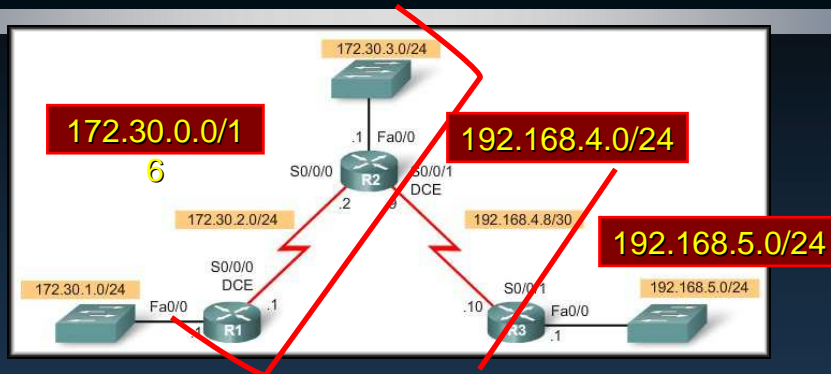 172.30.3.0/24
172.30.0.0/1
6
.1 Fa0/0
192.168.4.0/24
S0/0/0
R2
S0/0/1
DCE
.2
.9
172.30.2.0/24
192.168.4.8/30
192.168.5.0/24
S0/0/0
DCE
172.30.1.0/24
S0/0/1
192.168.5.0/24
Fa0/0
.1
.10
Fa0/0
.1
R1
R3
.1